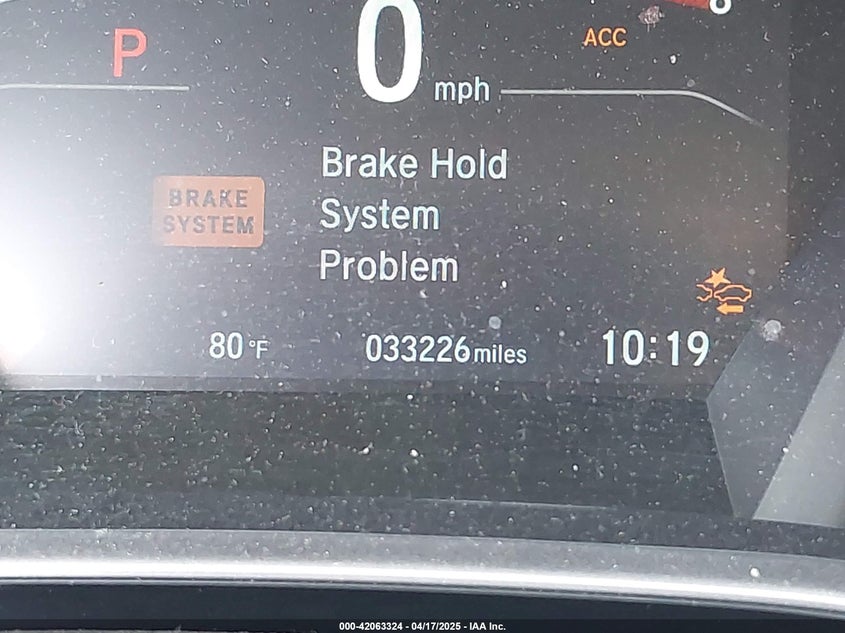 P
0 mph
ACC
Brake Hold
System
Problem
BRAKE
SYSTEM
80 °F
033226 miles
10:19
000-42063324 - 04/17/2025 - IAA Inc.